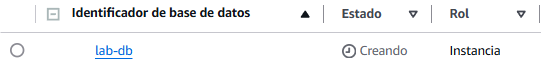 Identificador de base de datos Estado Rol
lab-db Creando Instancia